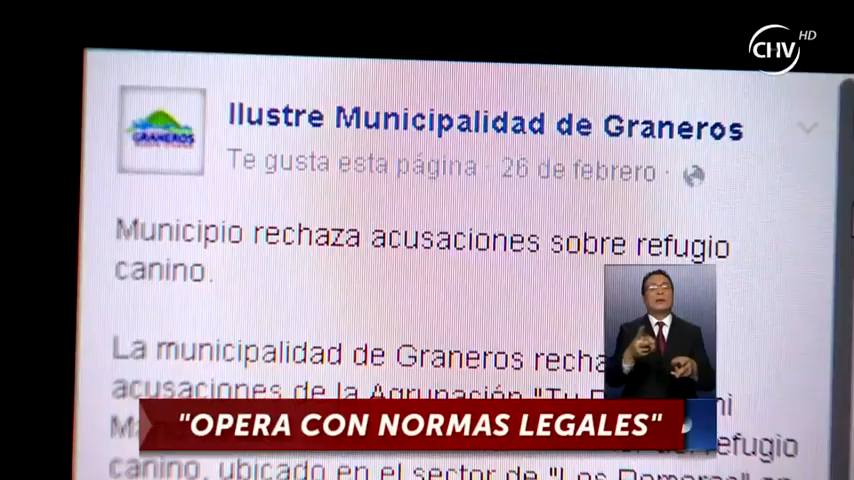 CHV HD
GRANEROS
Ilustre Municipalidad de Graneros
Te gusta esta página · 26 de febrero ·
Municipio rechaza acusaciones sobre refugio
canino.
La municipalidad de Graneros
acusaciones de la Agrupación "Tu
refugio
canino, ubicado en el sector de "Los
"OPERA CON NORMAS LEGALES"